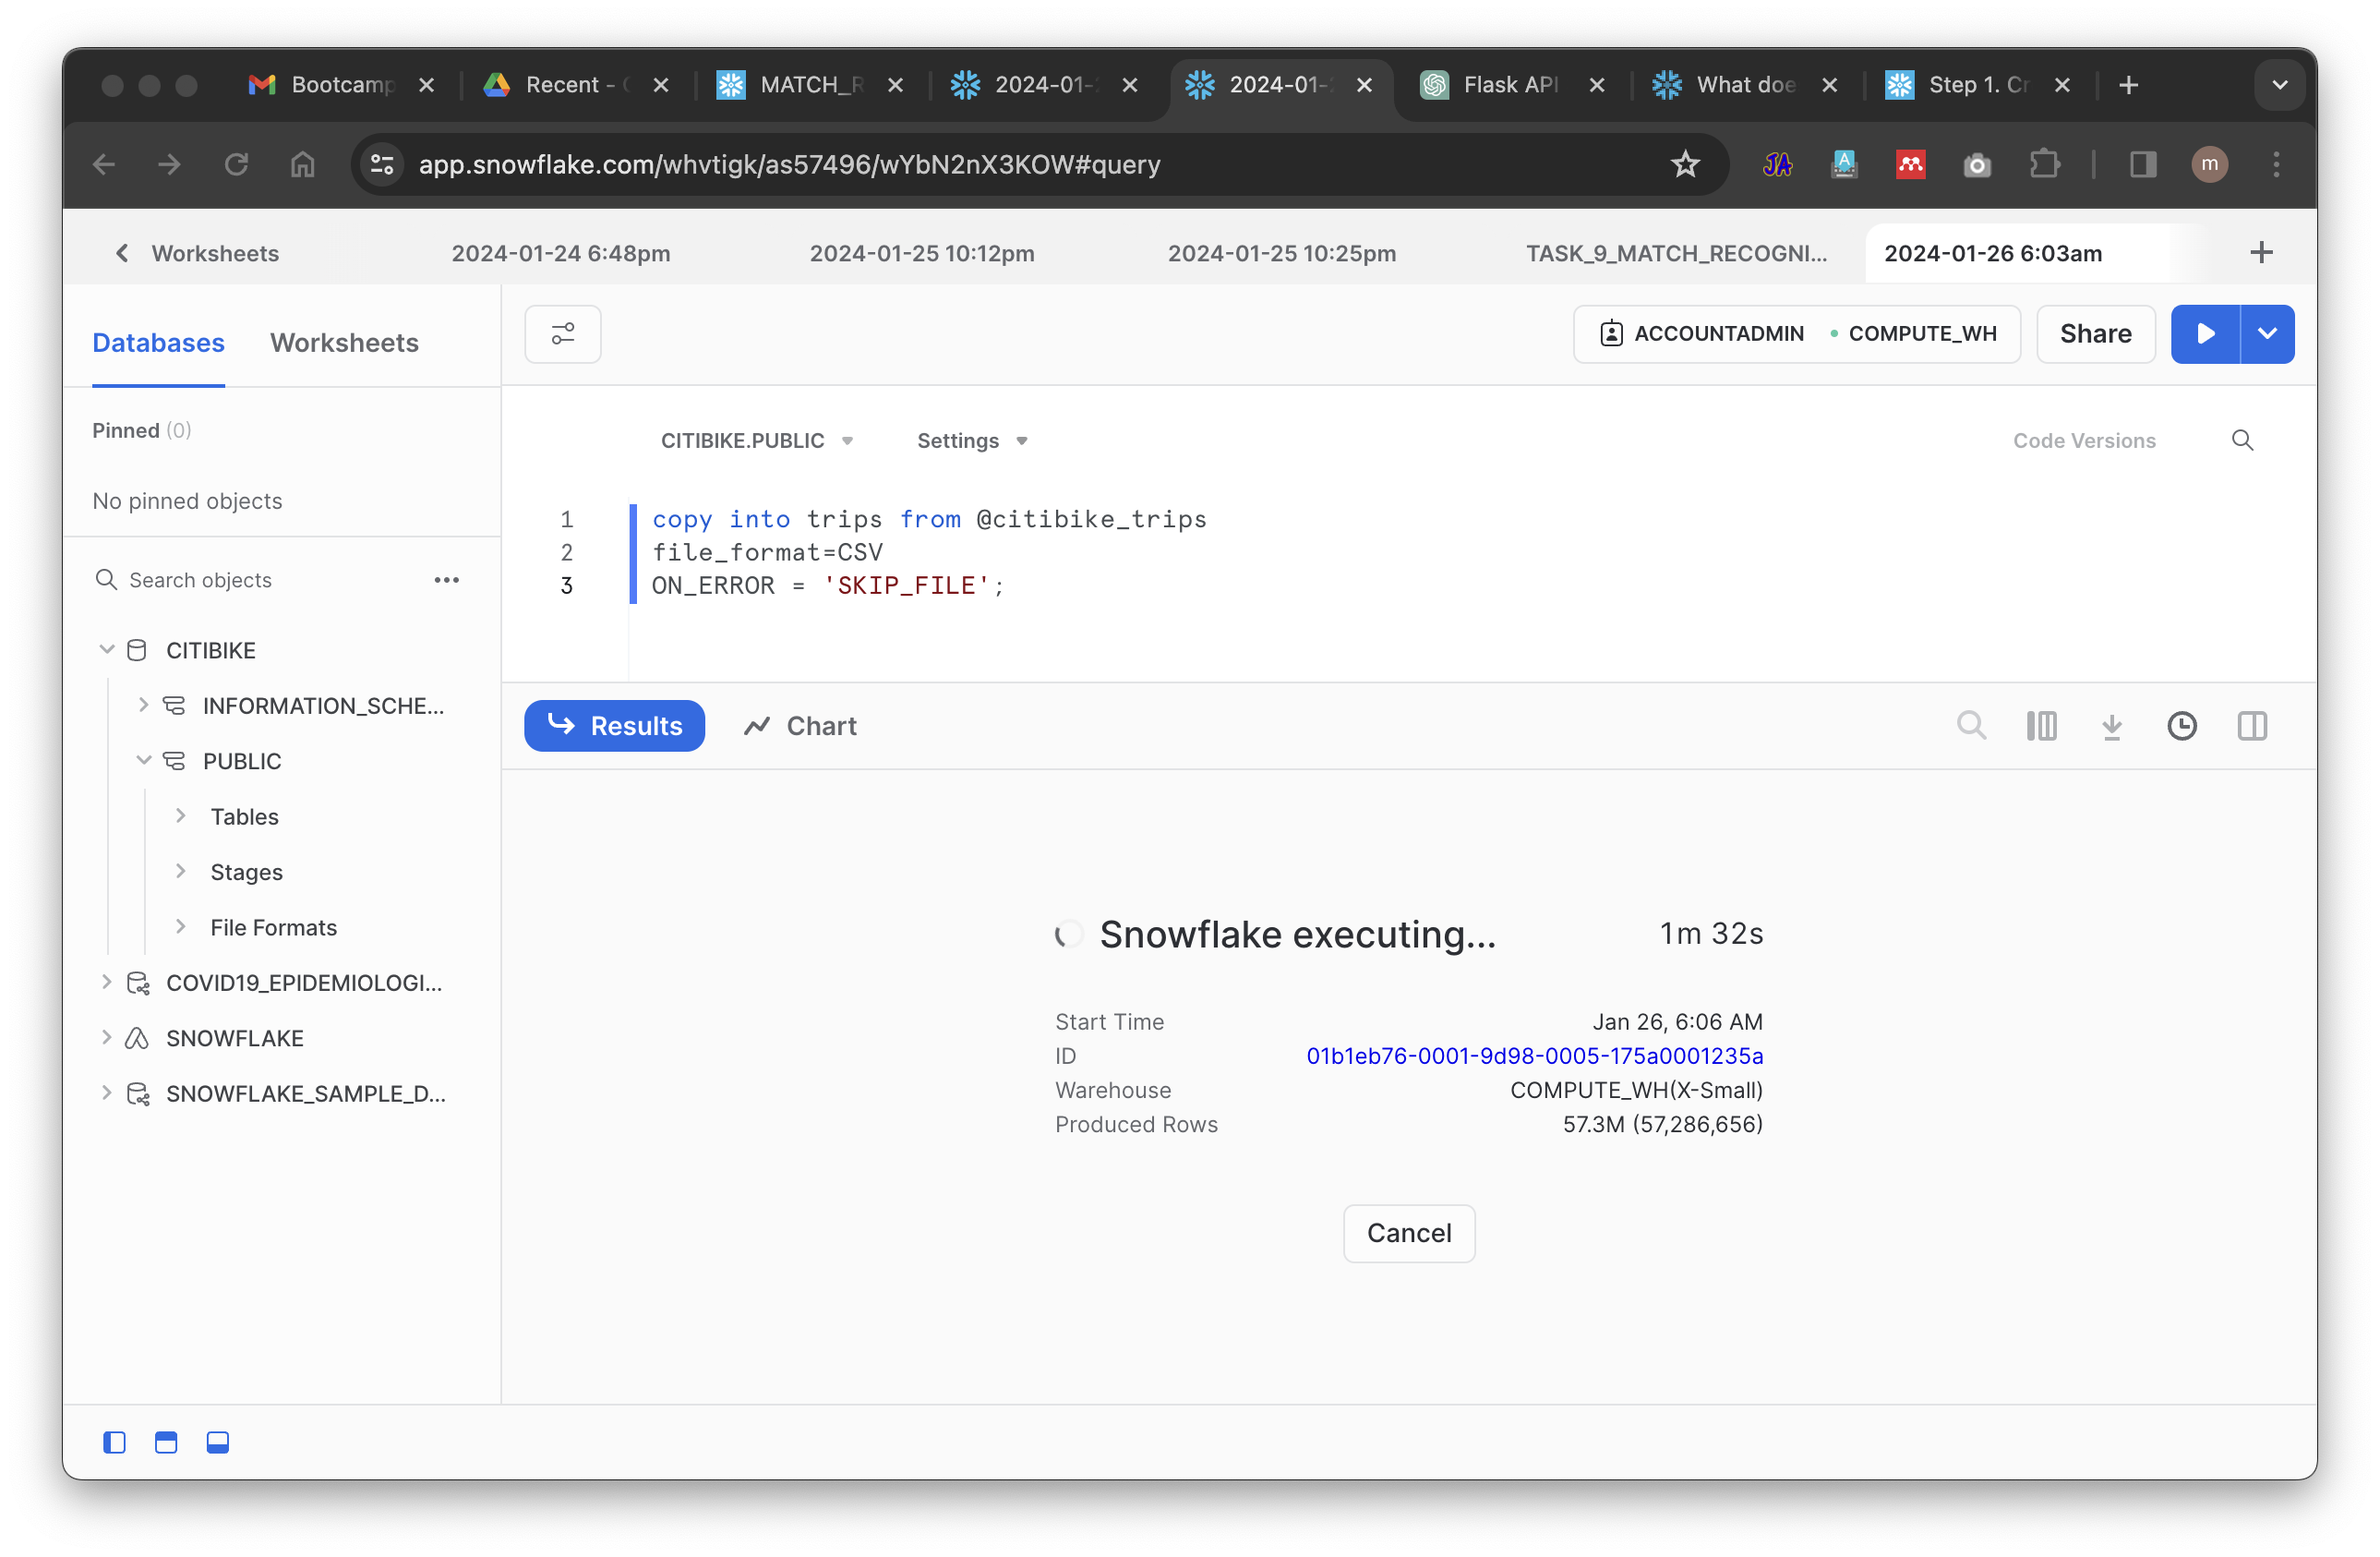 Bootcamp
Recent -
MATCH_R
2024-01-
2024-01-
Flask API
What doe
Step 1. Cr
app.snowflake.com/whvtigk/as57496/wYbN2nX3KOW#query
JA
A
m
Worksheets
2024-01-24 6:48pm
2024-01-25 10:12pm
2024-01-25 10:25pm
TASK_9_MATCH_RECOGNI...
2024-01-26 6:03am
Databases
Worksheets
ACCOUNTADMIN
COMPUTE_WH
Share
Pinned (0)
No pinned objects
Search objects
CITIBIKE
INFORMATION_SCHE...
PUBLIC
Tables
Stages
File Formats
COVID19_EPIDEMIOLOGI...
SNOWFLAKE
SNOWFLAKE_SAMPLE_D...
CITIBIKE.PUBLIC
Settings
Code Versions
1 copy into trips from @citibike_trips
2 file_format=CSV
3 ON_ERROR = 'SKIP_FILE';
Results
Chart
Snowflake executing... 1m 32s
Start Time Jan 26, 6:06 AM
ID 01b1eb76-0001-9d98-0005-175a0001235a
Warehouse COMPUTE_WH(X-Small)
Produced Rows 57.3M (57,286,656)
Cancel